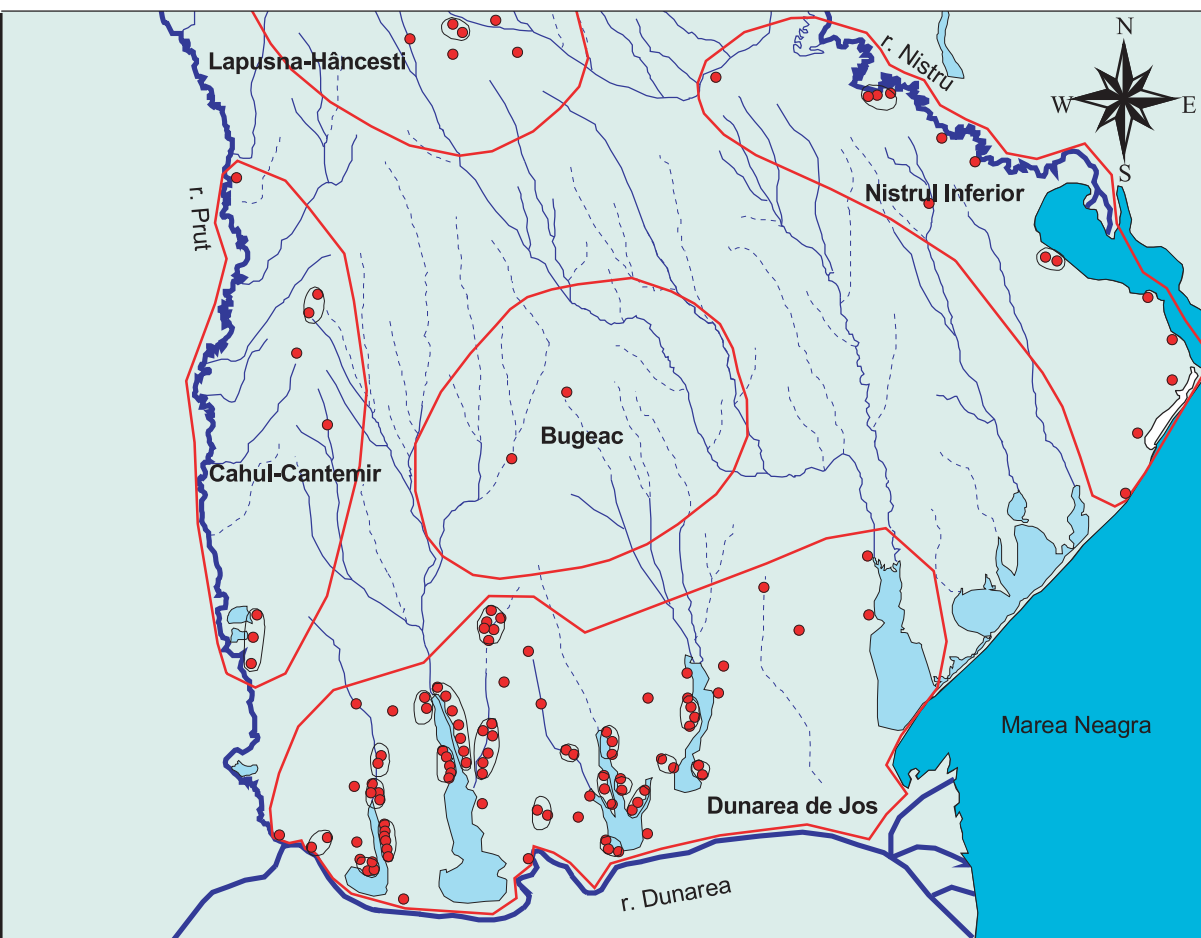 N
Lapusna-Hâncesti
r. Nistru
W
E
S
r. Prut
Nistrul Inferior
Bugeac
Cahul-Cantemir
Marea Neagra
Dunarea de Jos
r. Dunarea